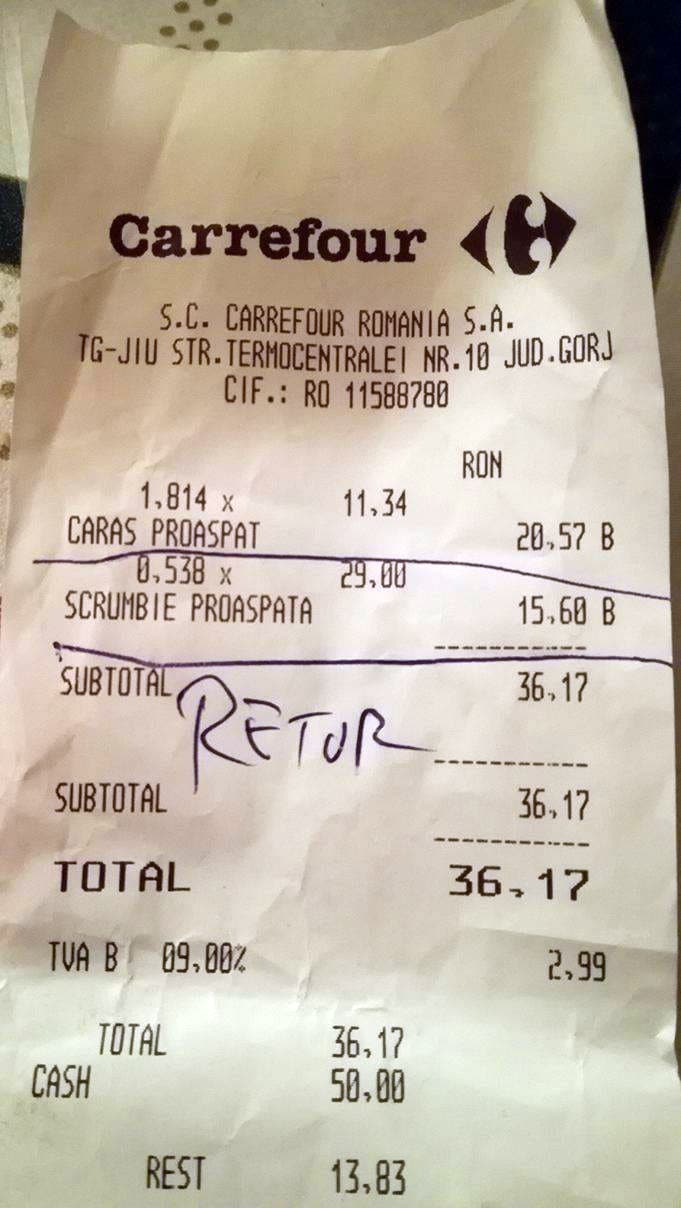 Carrefour
S.C. CARREFOUR ROMANIA S.A.
TG-JIU STR.TERMOCENTRALEI NR.10 JUD.GORJ
CIF.: RO 11588780
RON
1,814 x 11,34
CARAS PROASPAT 20,57 B
0,538 x 29,00
SCRUMBIE PROASPATA 15,60 B
SUBTOTAL 36,17
RETUR
SUBTOTAL 36,17
TOTAL 36,17
TVA B 09,00% 2,99
TOTAL 36,17
CASH 50,00
REST 13,83